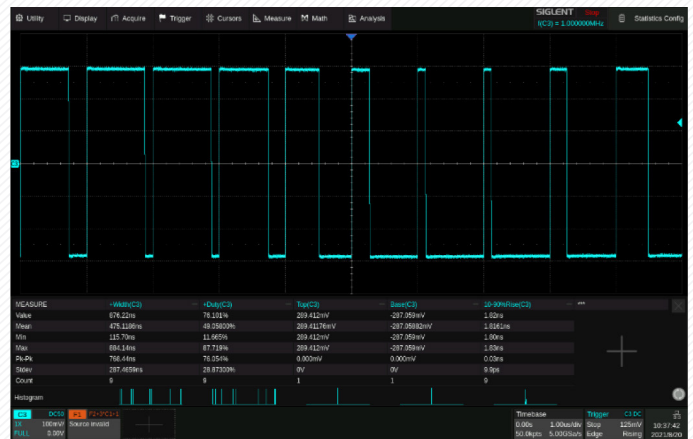 Utility Display Acquire Trigger Cursors Measure Math Analysis SIGLENT Stop f(C3) = 1.000000MHz Statistics Config
C3
MEASURE +Width(C3) +Duty(C3) Top(C3) Base(C3) 10-90%Rise(C3)
Value 876.22ns 76.101% 289.412mV -287.059mV 1.82ns
Mean 475.1186ns 49.05800% 289.41176mV -287.05882mV 1.8161ns
Min 115.70ns 11.665% 289.412mV -287.059mV 1.80ns
Max 884.14ns 87.719% 289.412mV -287.059mV 1.83ns
Pk-Pk 768.44ns 76.054% 0.000mV 0.000mV 0.03ns
Stdev 287.4659ns 28.87300% 0V 0V 9.9ps
Count 9 9 1 1 9
Histogram
C3 DC50 F1 Timebase Trigger C3 DC
1X 100mV/ Source invalid 0.00s 1.00us/div Stop 125mV 10:37:42
FULL 0.00V 50.0kpts 5.00GSa/s Edge Rising 2021/8/20